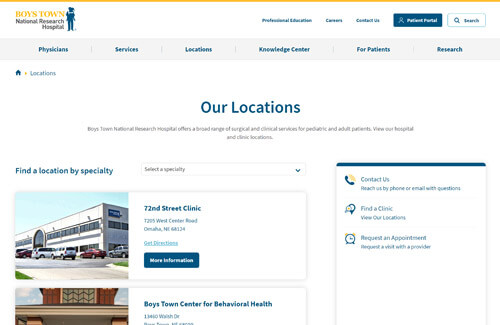 BOYS TOWN
National Research
Hospital
Professional Education
Careers
Contact Us
Patient Portal
Search
Physicians
Services
Locations
Knowledge Center
For Patients
Research
Locations
Our Locations
Boys Town National Research Hospital offers a broad range of surgical and clinical services for pediatric and adult patients. View our hospital
and clinic locations.
Find a location by specialty
Select a specialty
72nd Street Clinic
7205 West Center Road
Omaha, NE 68124
Get Directions
More Information
Contact Us
Reach us by phone or email with questions
Find a Clinic
View Our Locations
Request an Appointment
Request a visit with a provider
Boys Town Center for Behavioral Health
13460 Walsh Dr